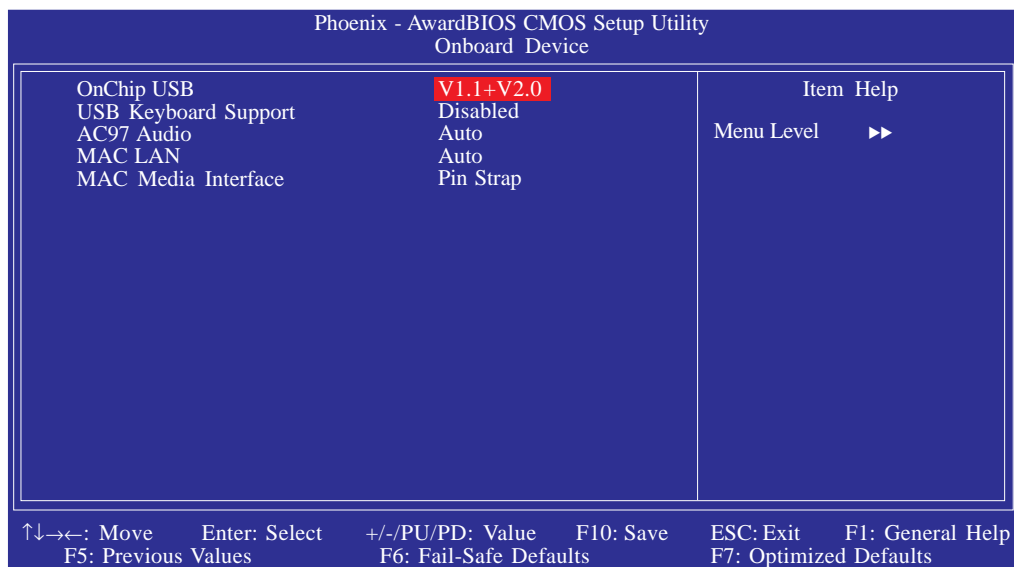 Phoenix - AwardBIOS CMOS Setup Utility
Onboard Device
OnChip USB V1.1+V2.0
USB Keyboard Support Disabled
AC97 Audio Auto
MAC LAN Auto
MAC Media Interface Pin Strap
Item Help
Menu Level ▸▸
↑↓→←: Move Enter: Select +/-/PU/PD: Value F10: Save ESC: Exit F1: General Help
F5: Previous Values F6: Fail-Safe Defaults F7: Optimized Defaults